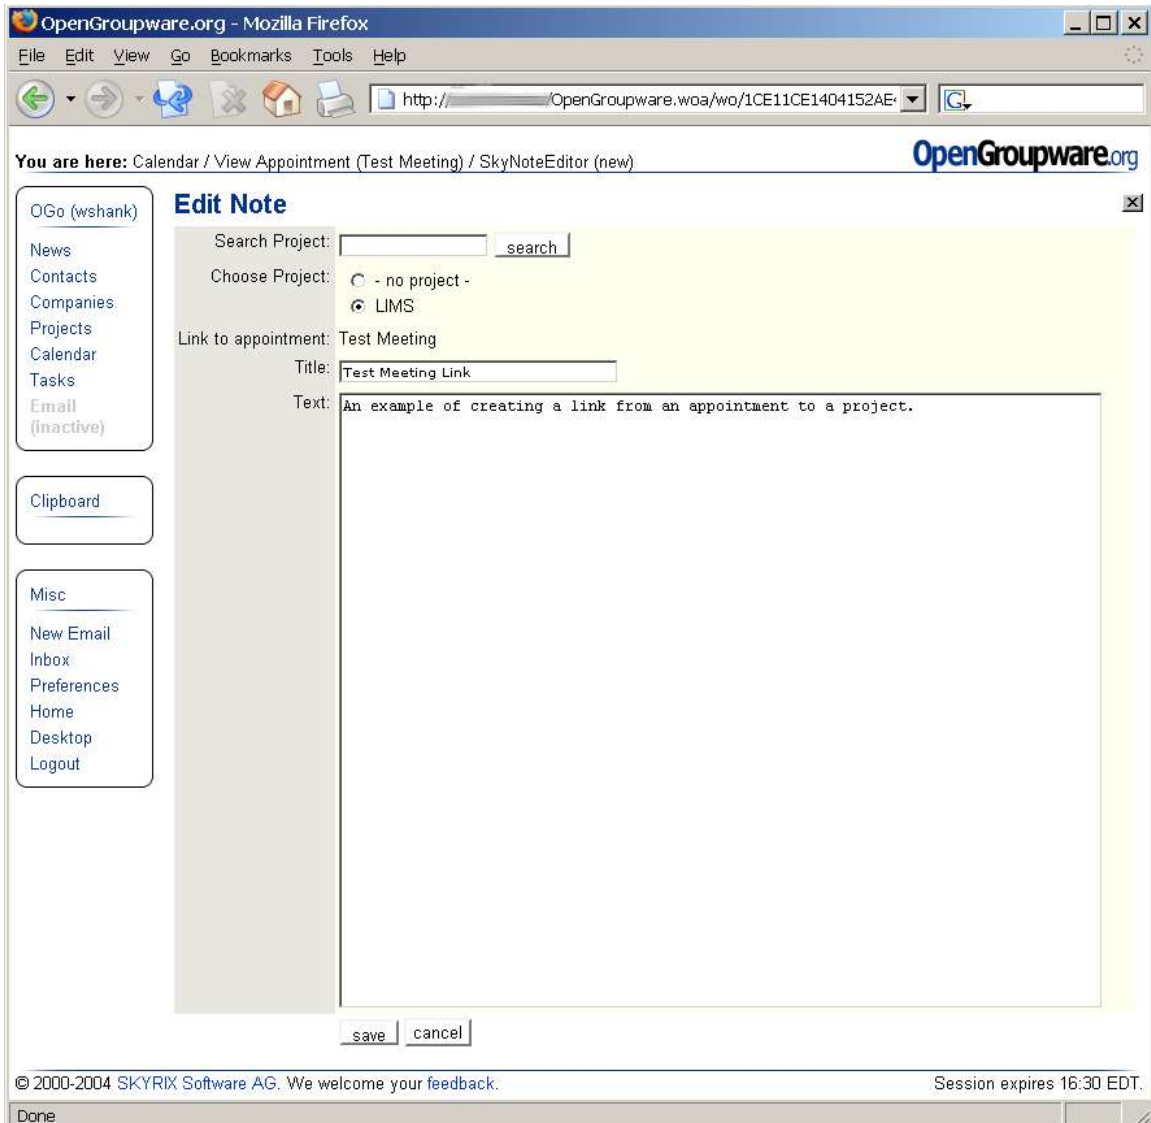 OpenGroupware.org - Mozilla Firefox
File Edit View Go Bookmarks Tools Help
http:// /OpenGroupware.woa/wo/1CE11CE1404152AE
G
You are here: Calendar / View Appointment (Test Meeting) / SkyNoteEditor (new)
OpenGroupware.org
OGo (wshank)
News
Contacts
Companies
Projects
Calendar
Tasks
Email
(inactive)
Clipboard
Misc
New Email
Inbox
Preferences
Home
Desktop
Logout
Edit Note
Search Project: search
Choose Project: - no project -
LIMS
Link to appointment: Test Meeting
Title: Test Meeting Link
Text: An example of creating a link from an appointment to a project.
save cancel
© 2000-2004 SKYRIX Software AG. We welcome your feedback.
Session expires 16:30 EDT.
Done